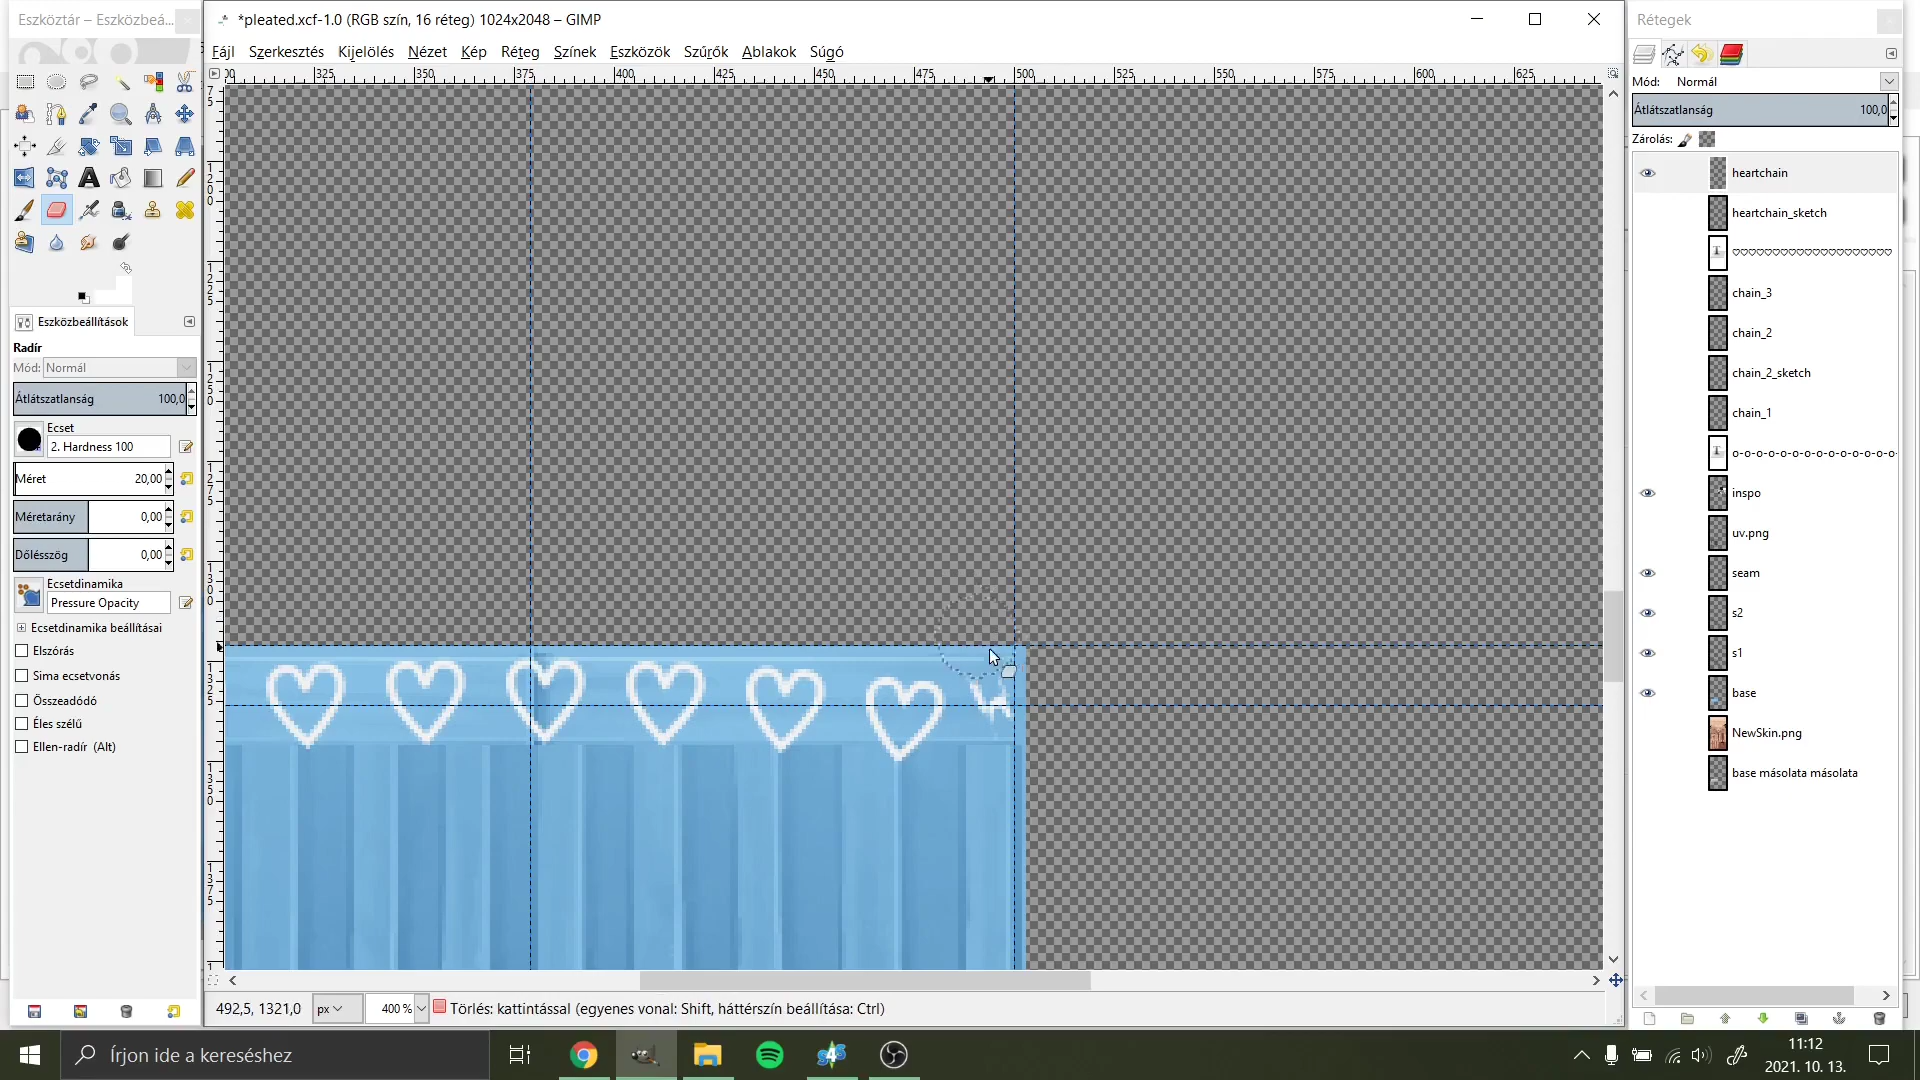 Eszköztár – Eszközbeá...
*pleated.xcf-1.0 (RGB szín, 16 réteg) 1024x2048 – GIMP
Rétegek
Fájl Szerkesztés Kijelölés Nézet Kép Réteg Színek Eszközök Szűrők Ablakok Súgó
325 350 375 400 425 450 475 500 525 550 575 600 625
Mód: Normál
Átlátszatlanság 100,0
Zárolás:
heartchain
heartchain_sketch
♡♡♡♡♡♡♡♡♡♡♡♡♡♡♡♡♡♡♡♡
chain_3
chain_2
chain_2_sketch
chain_1
o-o-o-o-o-o-o-o-o-o-o-o-o-o-
inspo
uv.png
seam
s2
s1
base
NewSkin.png
base másolata másolata
Eszközbeállítások
Radír
Mód: Normál
Átlátszatlanság 100,0
Ecset
2. Hardness 100
Méret 20,00
Méretarány 0,00
Dőlésszög 0,00
Ecsetdinamika
Pressure Opacity
Ecsetdinamika beállításai
Elszórás
Sima ecsetvonás
Összeadódó
Éles szélű
Ellen-radír (Alt)
492,5, 1321,0 px 400 % Törlés: kattintással (egyenes vonal: Shift, háttérszín beállítása: Ctrl)
Írjon ide a kereséshez
11:12
2021. 10. 13.